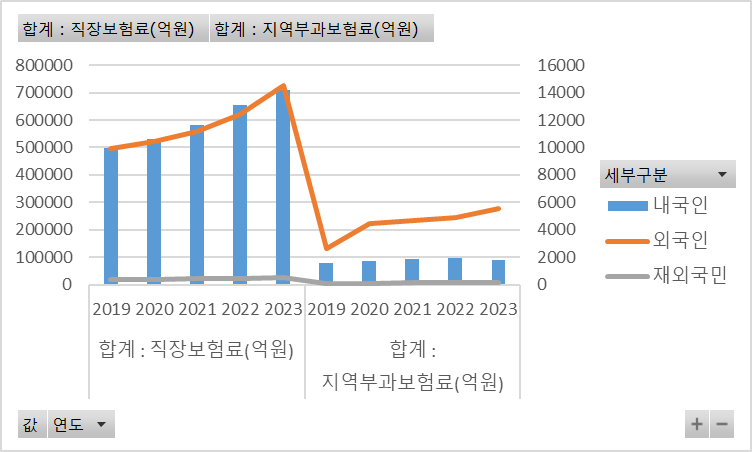 합계 : 직장보험료(억원) 합계 : 지역부과보험료(억원)
800000 16000
700000 14000
600000 12000
500000 10000
400000 8000
300000 6000
200000 4000
100000 2000
0 0
세부구분
내국인
외국인
재외국민
2019 2020 2021 2022 2023 2019 2020 2021 2022 2023
합계 : 직장보험료(억원) 합계 :
지역부과보험료(억원)
값 연도
+ −